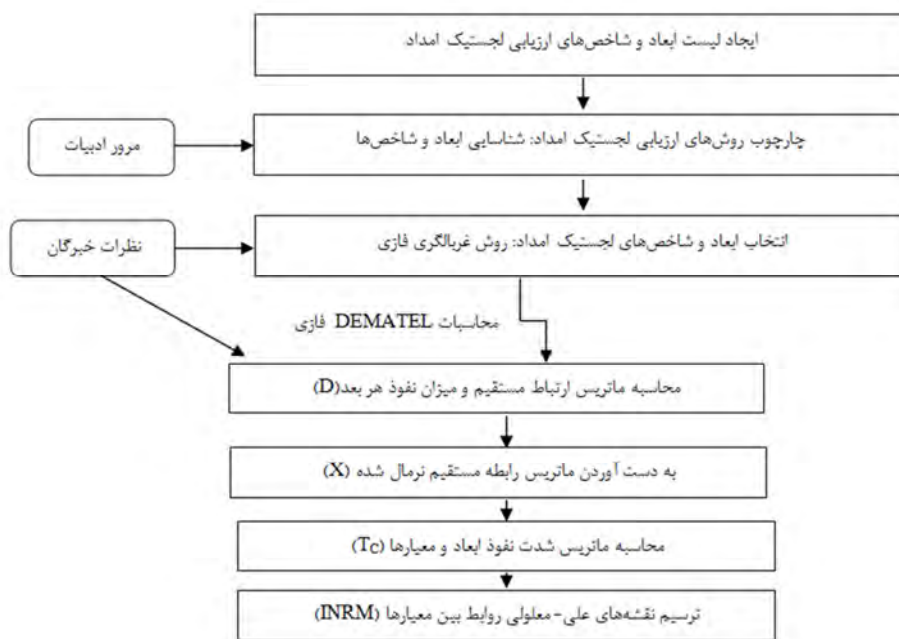 ایجاد لیست ابعاد و شاخص‌های ارزیابی لجستیک امداد
چارچوب روش‌های ارزیابی لجستیک امداد: شناسایی ابعاد و شاخص‌ها
مرور ادبیات
انتخاب ابعاد و شاخص‌های لجستیک امداد: روش غربالگری فازی
نظرات خبرگان
محاسبات DEMATEL فازی
محاسبه ماتریس ارتباط مستقیم و میزان نفوذ هر بعد(D)
به دست آوردن ماتریس رابطه مستقیم نرمال شده (X)
محاسبه ماتریس شدت نفوذ ابعاد و معیارها (TC)
ترسیم نقشه‌های علی-معلولی روابط بین معیارها (INRM)